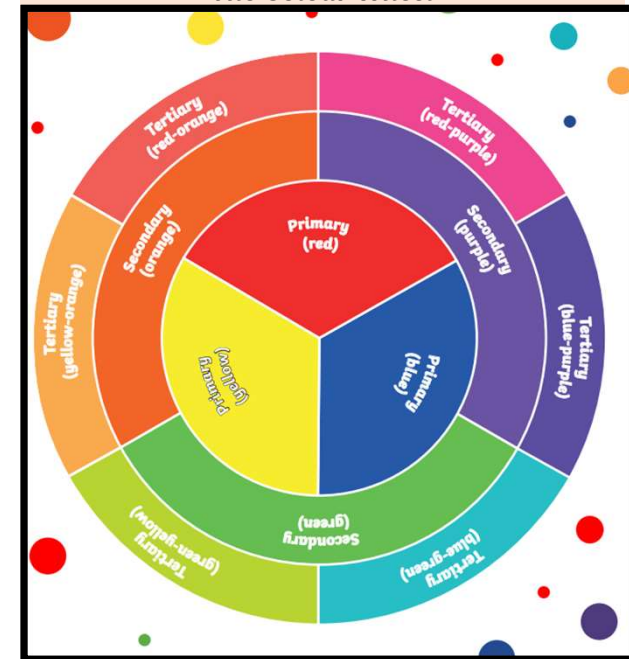 Tertiary
(red-orange)
Tertiary
(red-purple)
Secondary
(orange)
Primary
(red)
Secondary
(purple)
Tertiary
(yellow-orange)
Primary
(yellow)
Primary
(blue)
Tertiary
(blue-purple)
Secondary
(green)
Tertiary
(green-yellow)
Tertiary
(blue-green)